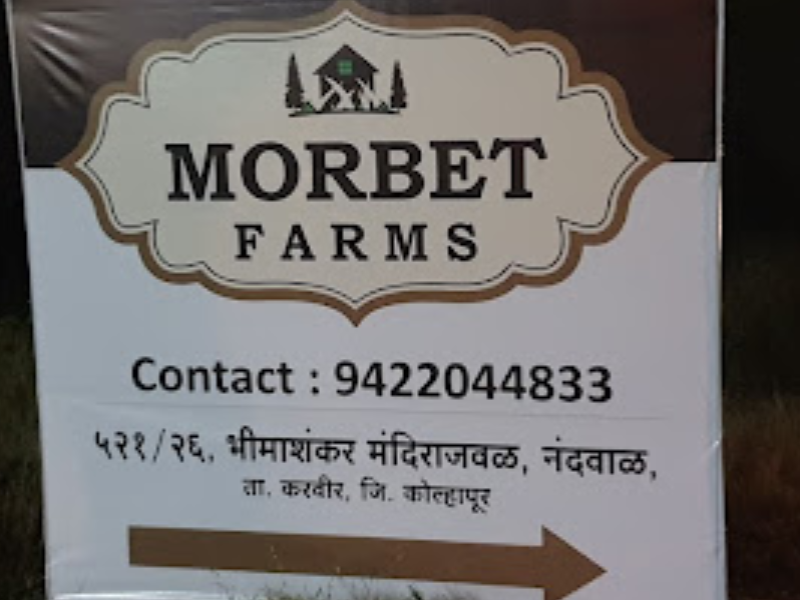 MORBET
FARMS
Contact : 9422044833
५२१/२६, भीमाशंकर मंदिराजवळ, नंदवाळ,
ता. करवीर, जि. कोल्हापूर